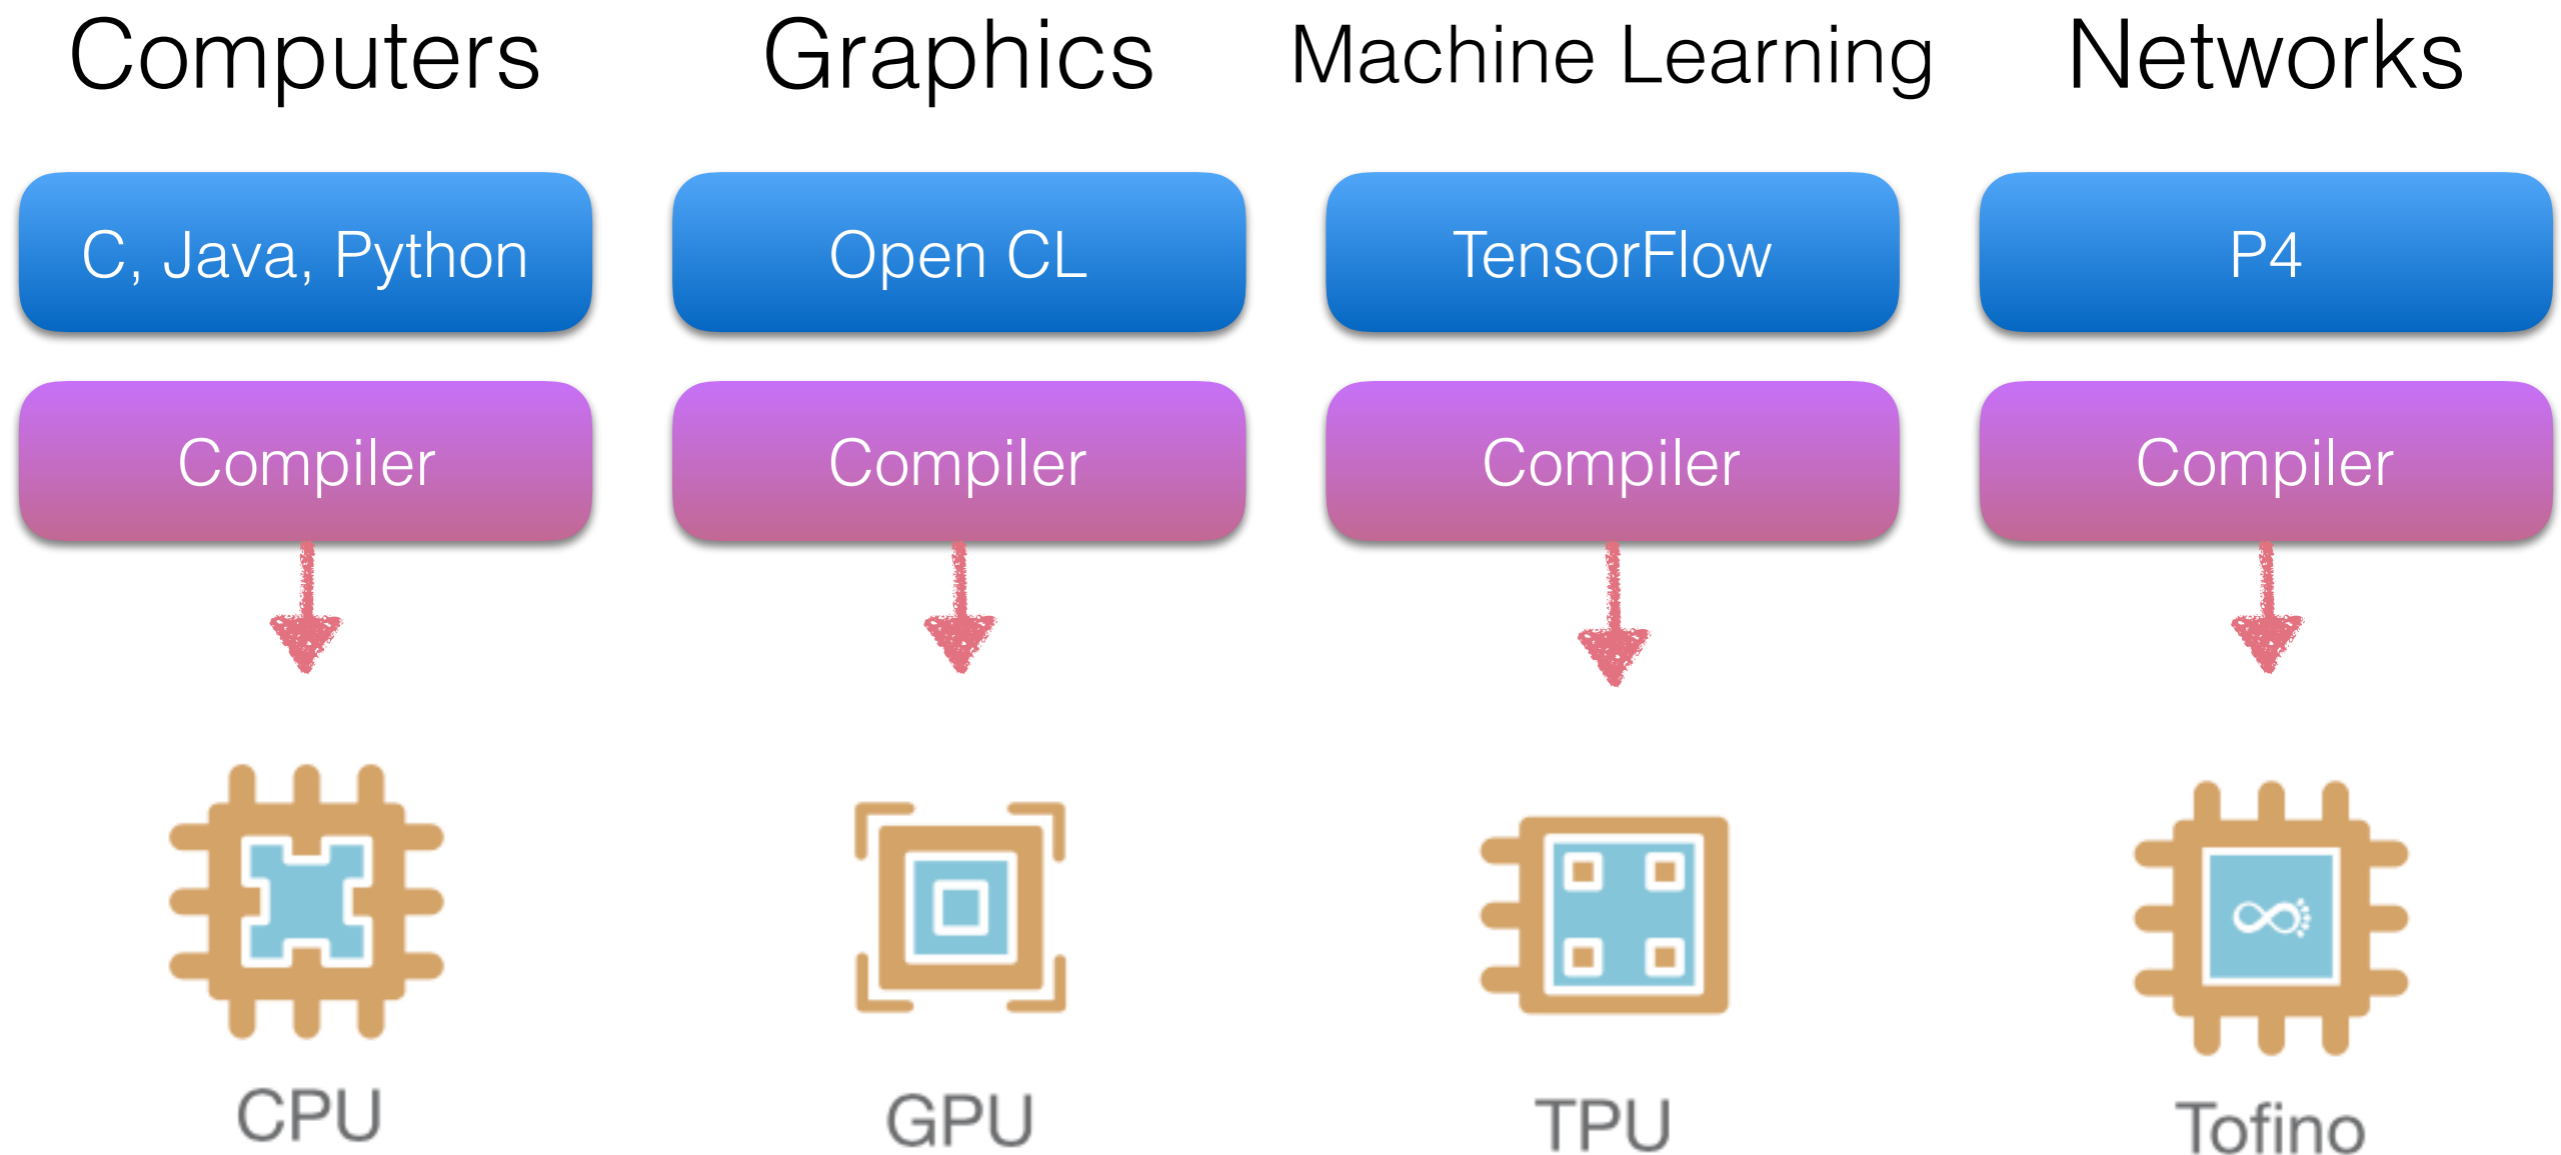 Computers
Graphics
Machine Learning
Networks
C, Java, Python
Open CL
TensorFlow
P4
Compiler
Compiler
Compiler
Compiler
CPU
GPU
TPU
Tofino